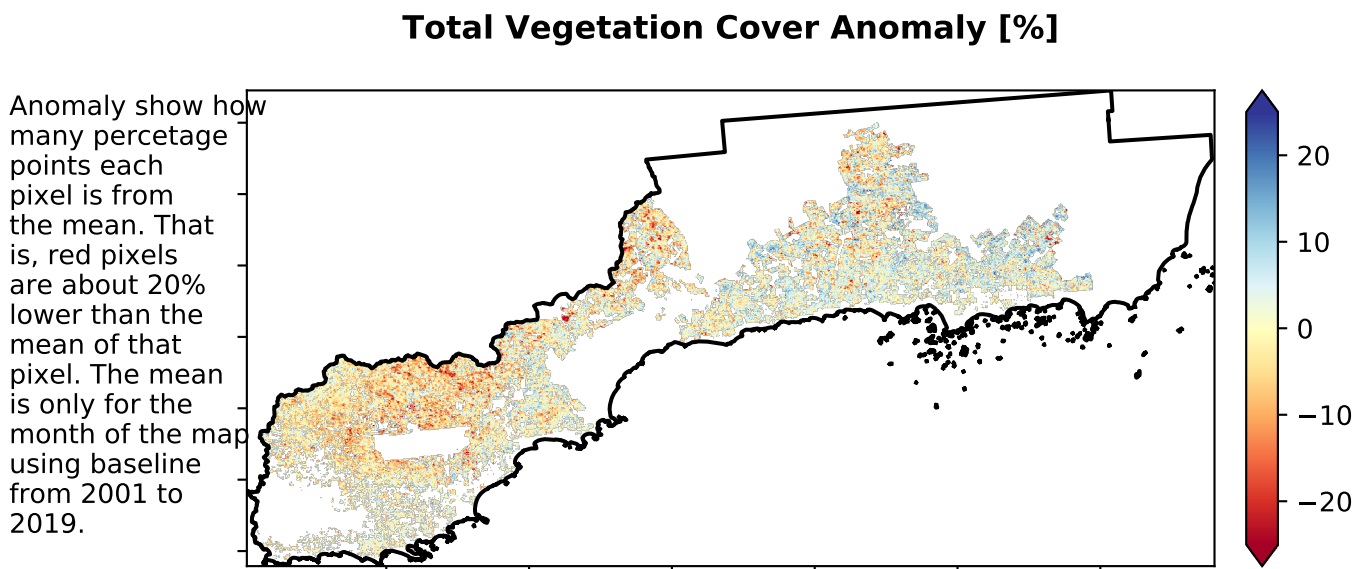 Total Vegetation Cover Anomaly [%]
Anomaly show how
many percetage
points each
pixel is from
the mean. That
is, red pixels
are about 20%
lower than the
mean of that
pixel. The mean
is only for the
month of the map
using baseline
from 2001 to
2019.
20
10
0
−10
−20